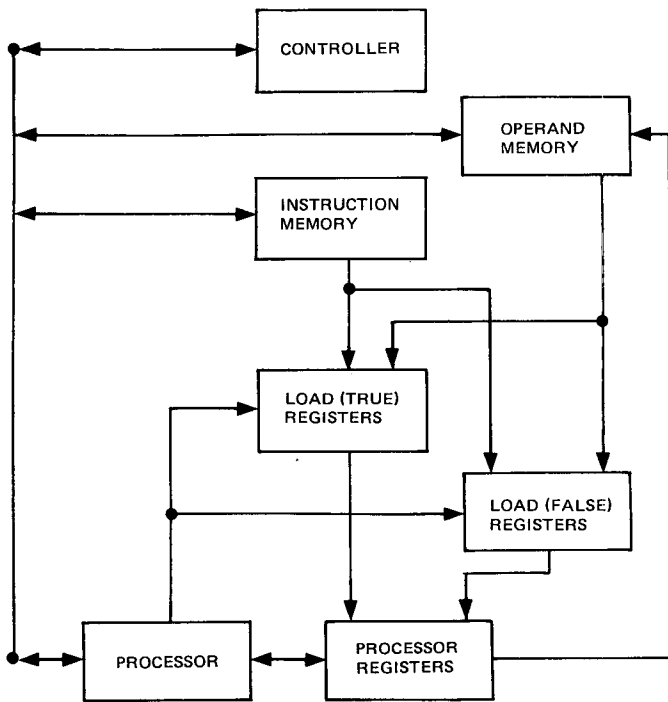 CONTROLLER
OPERAND
MEMORY
INSTRUCTION
MEMORY
LOAD (TRUE)
REGISTERS
LOAD (FALSE)
REGISTERS
PROCESSOR
PROCESSOR
REGISTERS